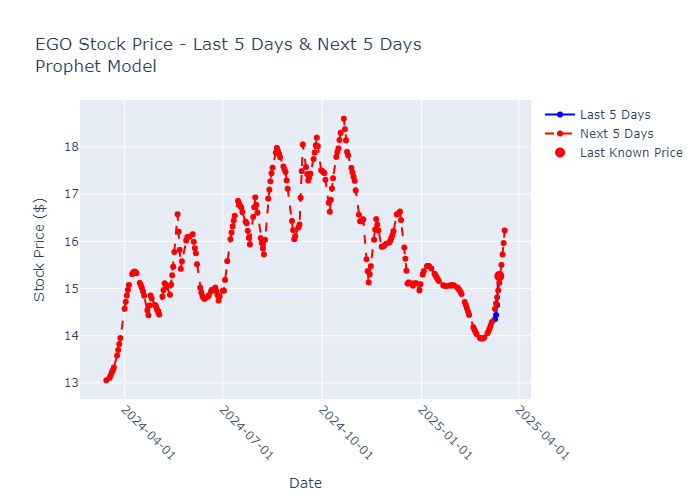 EGO Stock Price - Last 5 Days & Next 5 Days
Prophet Model
Last 5 Days
Next 5 Days
Last Known Price
Stock Price ($)
18
17
16
15
14
13
2024-04-01
2024-07-01
2024-10-01
2025-01-01
2025-04-01
Date